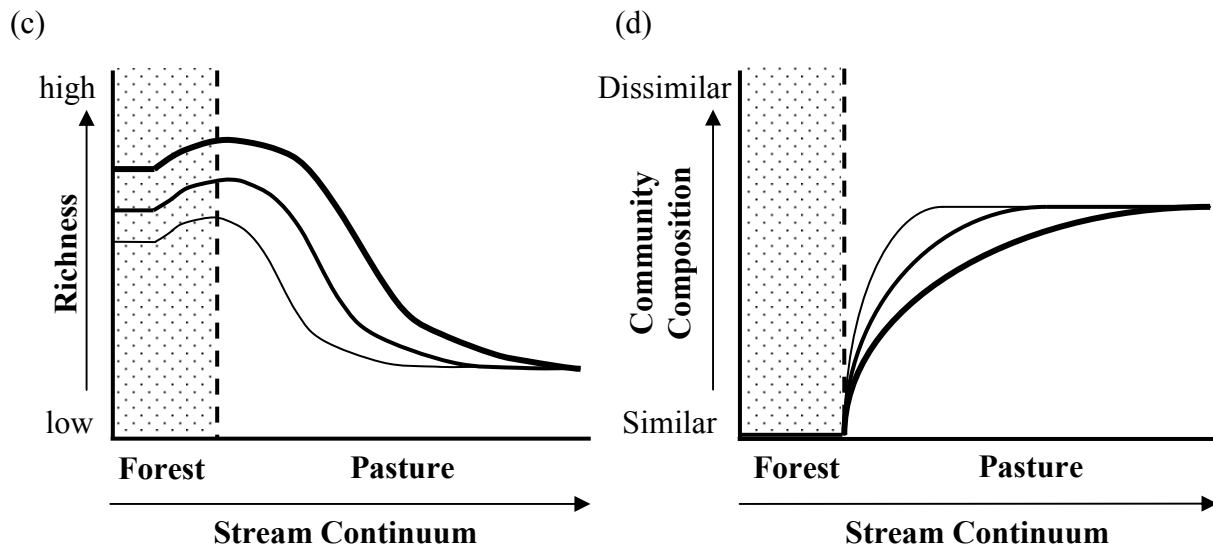 (c)
high
Richness
low
Forest
Pasture
Stream Continuum
(d)
Dissimilar
Community
Composition
Similar
Forest
Pasture
Stream Continuum